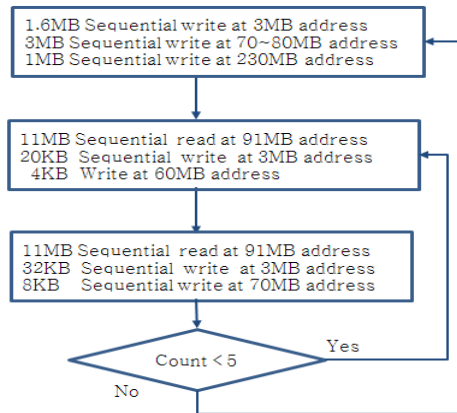 1.6MB Sequential write at 3MB address
3MB Sequential write at 70~80MB address
1MB Sequential write at 230MB address
11MB Sequential read at 91MB address
20KB Sequential write at 3MB address
4KB Write at 60MB address
11MB Sequential read at 91MB address
32KB Sequential write at 3MB address
8KB Sequential write at 70MB address
Count < 5
Yes
No